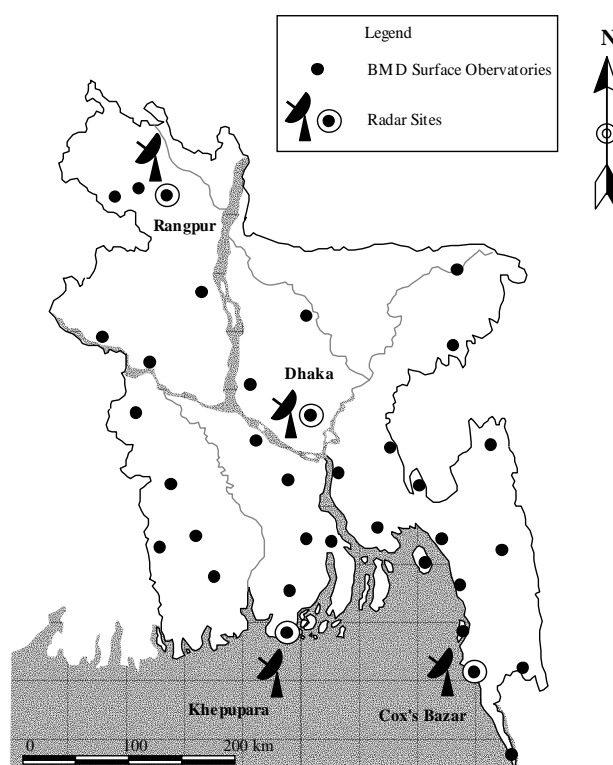 Legend
N
BMD Surface Obervatories
Radar Sites
Rangpur
Dhaka
Khepupara
Cox's Bazar
0 100 200 km